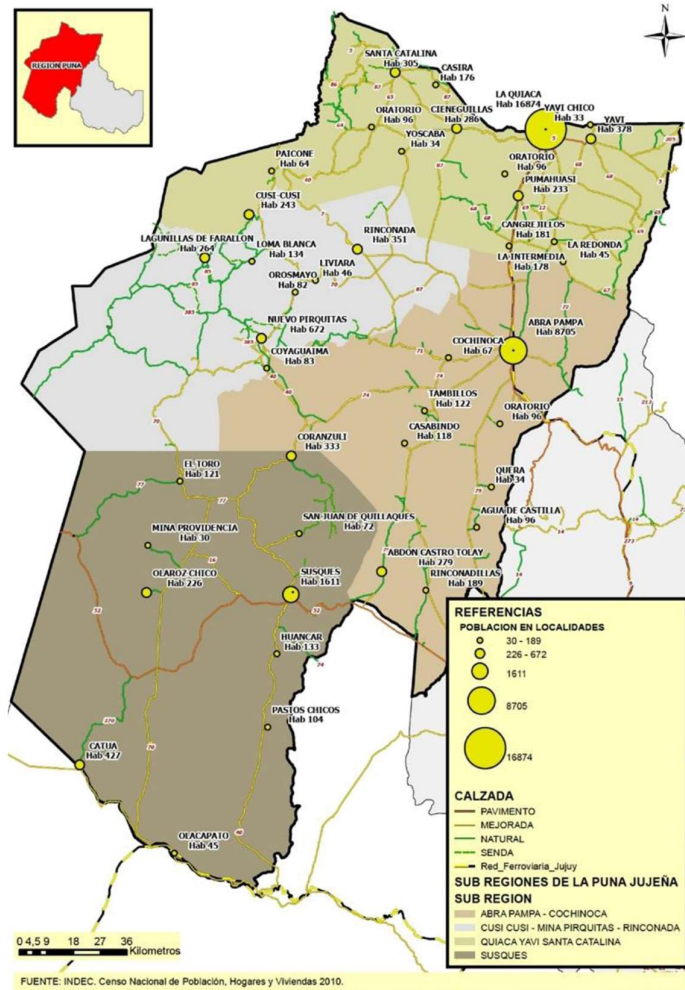 REGION PUNA
N
SANTA CATALINA
Hab 305
CASIRA
Hab 176
LA QUIACA
Hab 16874
YAVI CHICO
Hab 33
YAVI
Hab 378
ORATORIO
Hab 96
CIENEGUILLAS
Hab 286
YOSCABA
Hab 34
ORATORIO
Hab 96
PAICONE
Hab 64
PUMAHUASI
Hab 233
CUSI-CUSI
Hab 243
CANGREJILLOS
Hab 181
LA REDONDA
Hab 45
LAGUNILLAS DE FARALLON
Hab 264
LOMA BLANCA
Hab 134
RINCONADA
Hab 351
LA INTERMEDIA
Hab 178
LIVIARA
Hab 46
OROSMAYO
Hab 82
NUEVO PIRQUITAS
Hab 672
ABRA PAMPA
Hab 8705
COCHINOCA
Hab 67
COYAGUAIMA
Hab 83
TAMBILLOS
Hab 122
ORATORIO
Hab 96
CASABINDO
Hab 118
CORANZULI
Hab 333
EL TORO
Hab 121
QUERA
Hab 34
SAN JUAN DE QUILLAQUES
Hab 72
AGUA DE CASTILLA
Hab 96
MINA PROVIDENCIA
Hab 30
ABDON CASTRO TOLAY
Hab 279
OLAROZ CHICO
Hab 226
SUSQUES
Hab 1611
RINCONADILLAS
Hab 189
HUANCAR
Hab 133
PASTOS CHICOS
Hab 104
CATUA
Hab 427
OLACAPATO
Hab 45
REFERENCIAS
POBLACION EN LOCALIDADES
30 - 189
226 - 672
1611
8705
16874
CALZADA
PAVIMENTO
MEJORADA
NATURAL
SENDA
Red_Ferroviaria_Jujuy
SUB REGIONES DE LA PUNA JUJEÑA
SUB REGION
ABRA PAMPA - COCHINOCA
CUSI CUSI - MINA PIRQUITAS - RINCONADA
QUIACA YAVI SANTA CATALINA
SUSQUES
0 4,5 9 18 27 36
Kilometros
FUENTE: INDEC. Censo Nacional de Población, Hogares y Viviendas 2010.